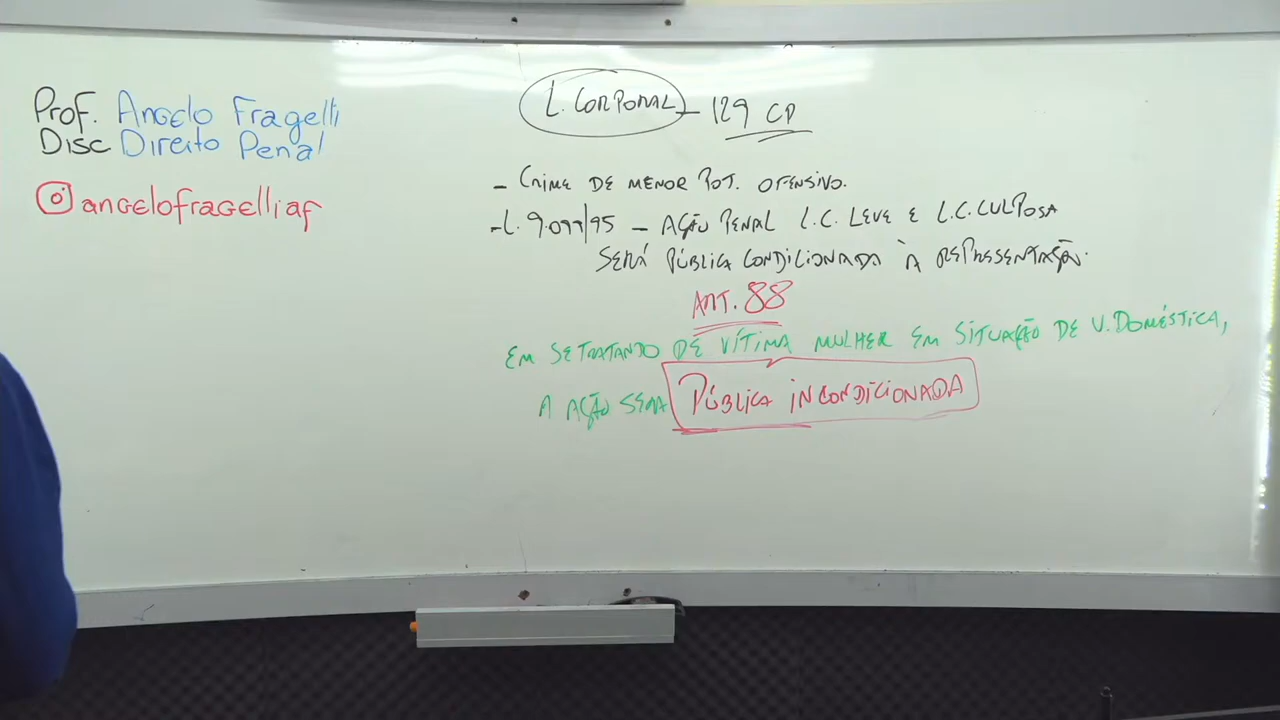 Prof. Angelo Fragelli
Disc Direito Penal
angelofragelliaf
L. CORPORAL – 129 CP
- CRIME DE MENOR POT. OFENSIVO.
- L. 9.099/95 – AÇÃO PENAL L.C. LEVE E L.C. CULPOSA
SERÁ PÚBLICA CONDICIONADA À REPRESENTAÇÃO.
ART. 88
EM SE TRATANDO DE VÍTIMA MULHER EM SITUAÇÃO DE V. DOMÉSTICA,
A AÇÃO SERÁ PÚBLICA INCONDICIONADA